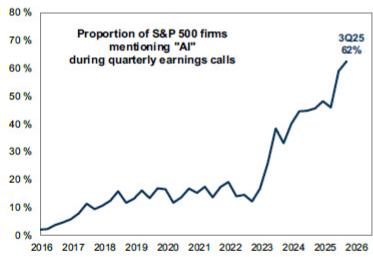 Proportion of S&P 500 firms
mentioning "AI"
during quarterly earnings calls
3Q25
62%
80 %
70 %
60 %
50 %
40 %
30 %
20 %
10 %
0 %
2016 2017 2018 2019 2020 2021 2022 2023 2024 2025 2026